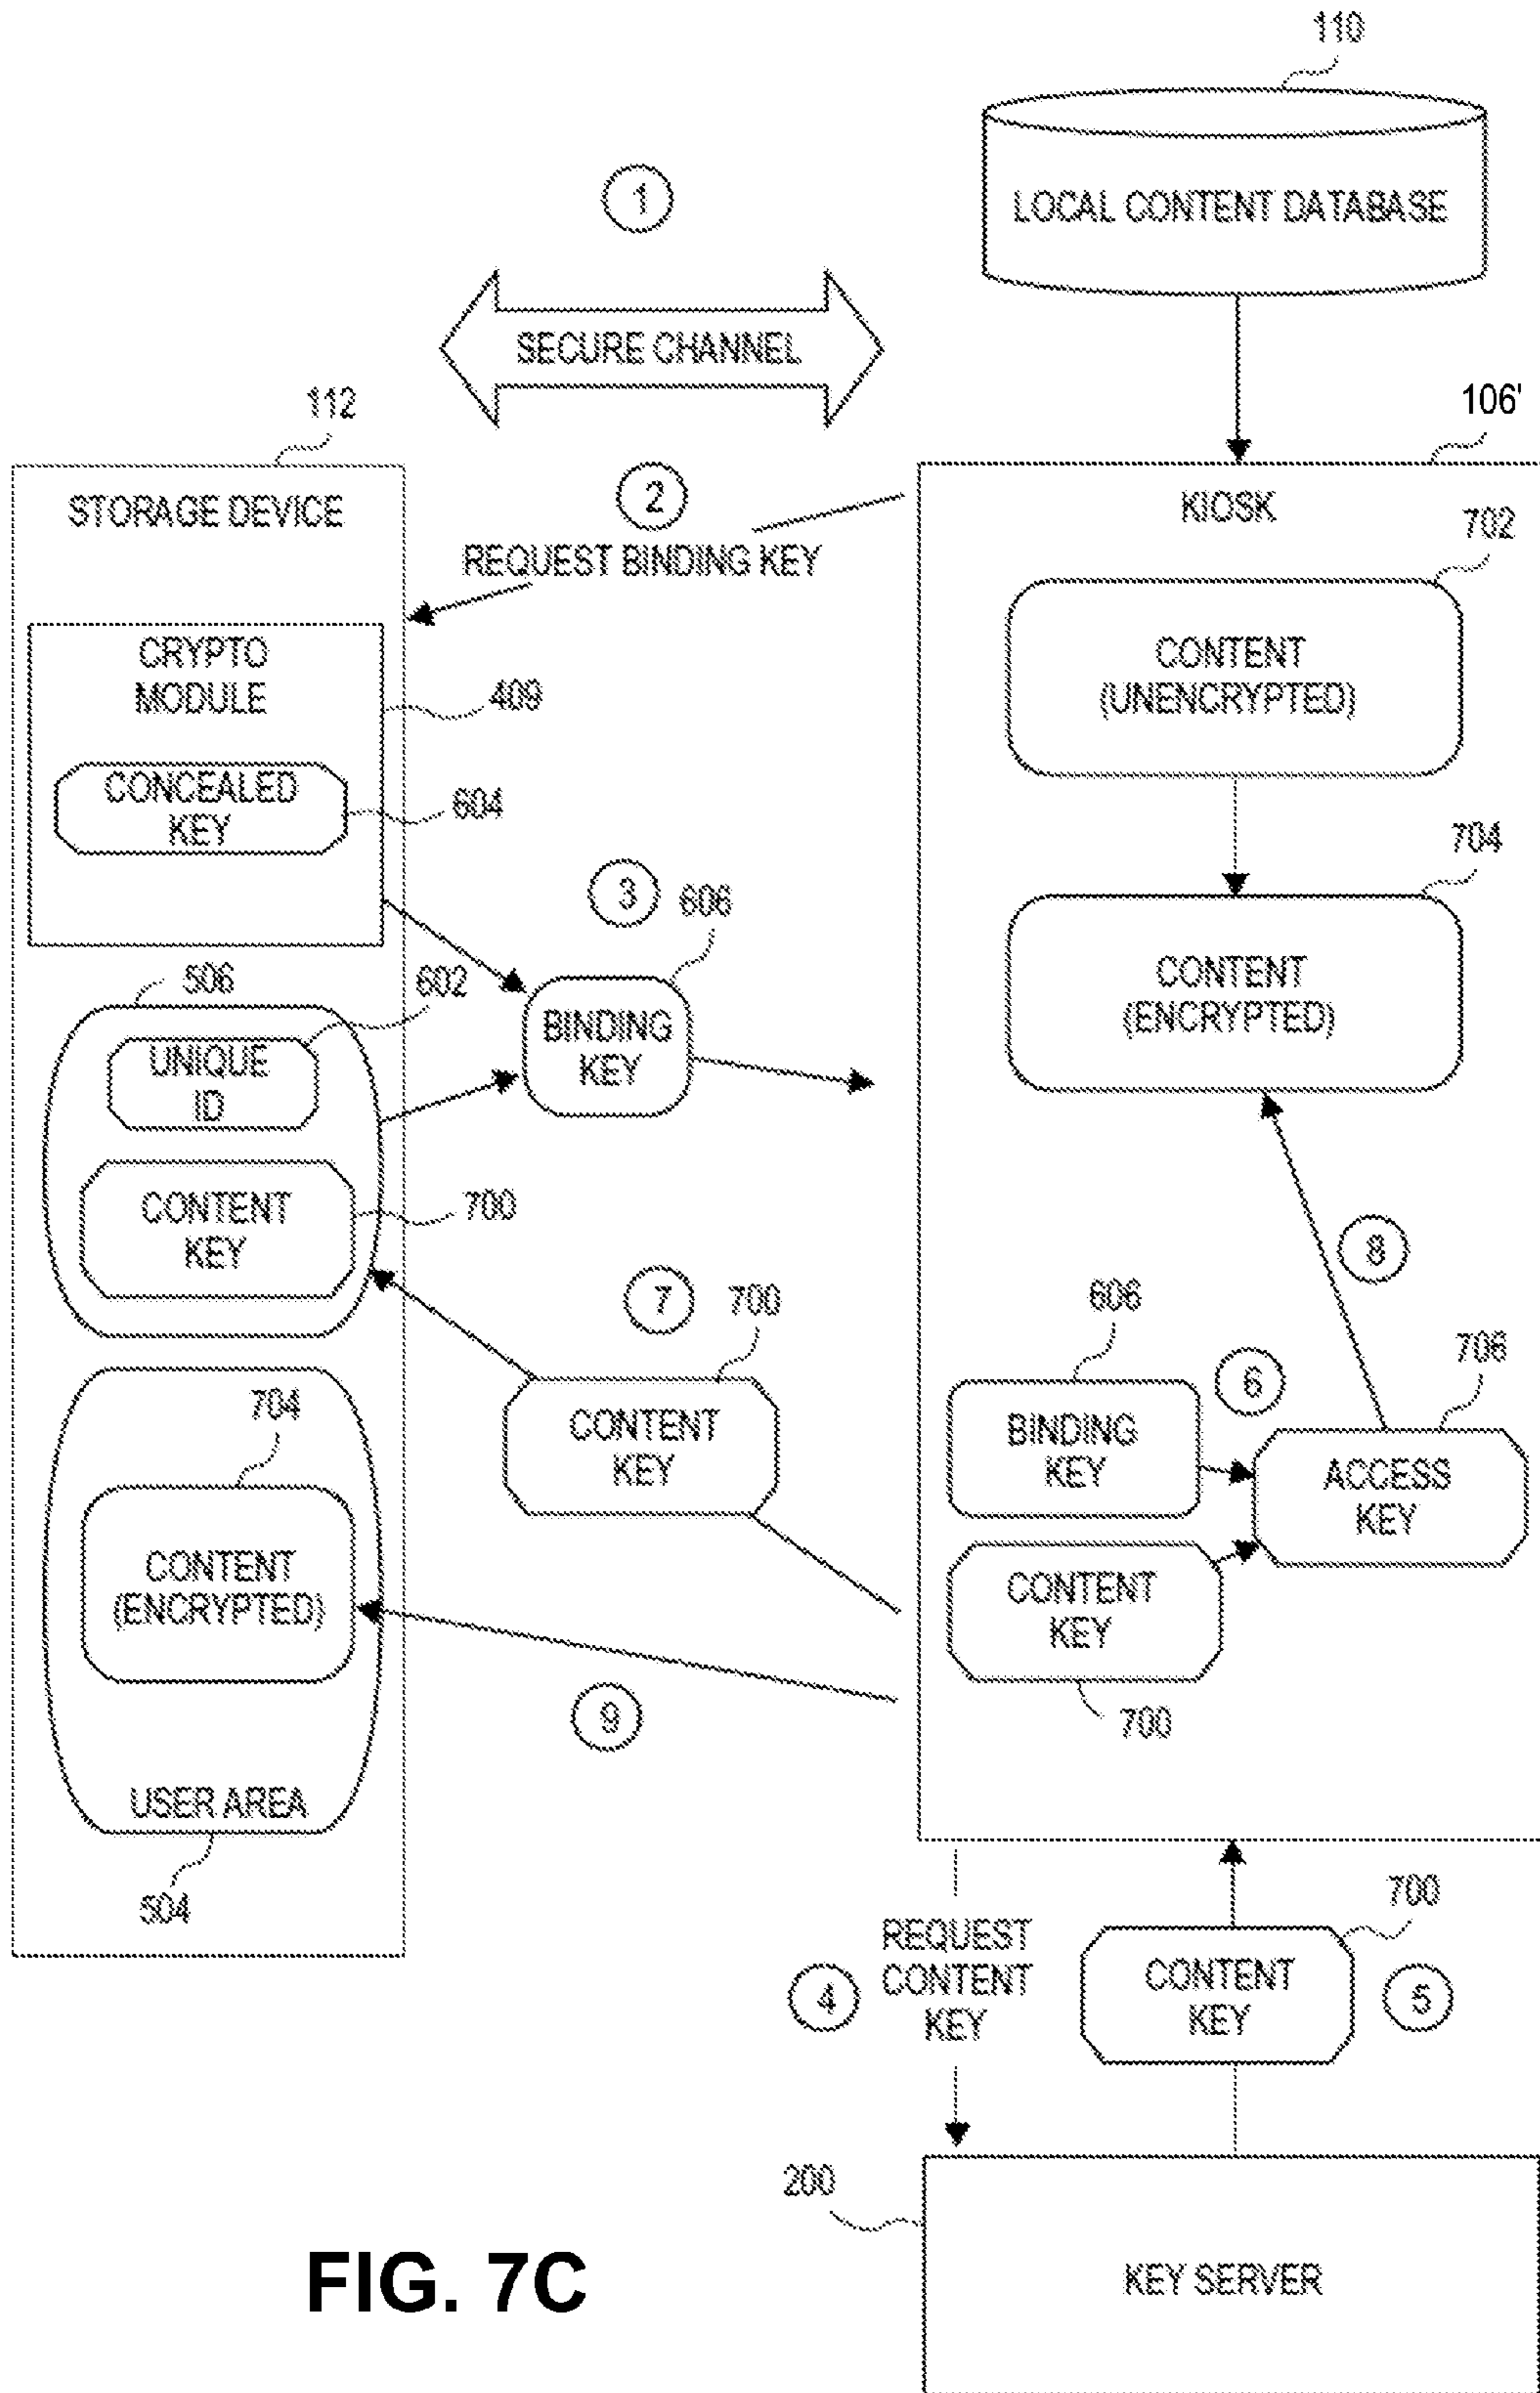 110
LOCAL CONTENT DATABASE
1
SECURE CHANNEL
112
106'
STORAGE DEVICE
2
REQUEST BINDING KEY
KIOSK
702
CONTENT
(UNENCRYPTED)
CRYPTO
MODULE
409
CONCEALED
KEY
604
704
CONTENT
(ENCRYPTED)
3
606
BINDING
KEY
506
602
UNIQUE
ID
CONTENT
KEY
700
8
7
700
CONTENT
KEY
606
6
706
BINDING
KEY
ACCESS
KEY
CONTENT
KEY
700
704
CONTENT
(ENCRYPTED)
9
USER AREA
504
4
REQUEST
CONTENT
KEY
700
CONTENT
KEY
5
200
KEY SERVER
FIG. 7C